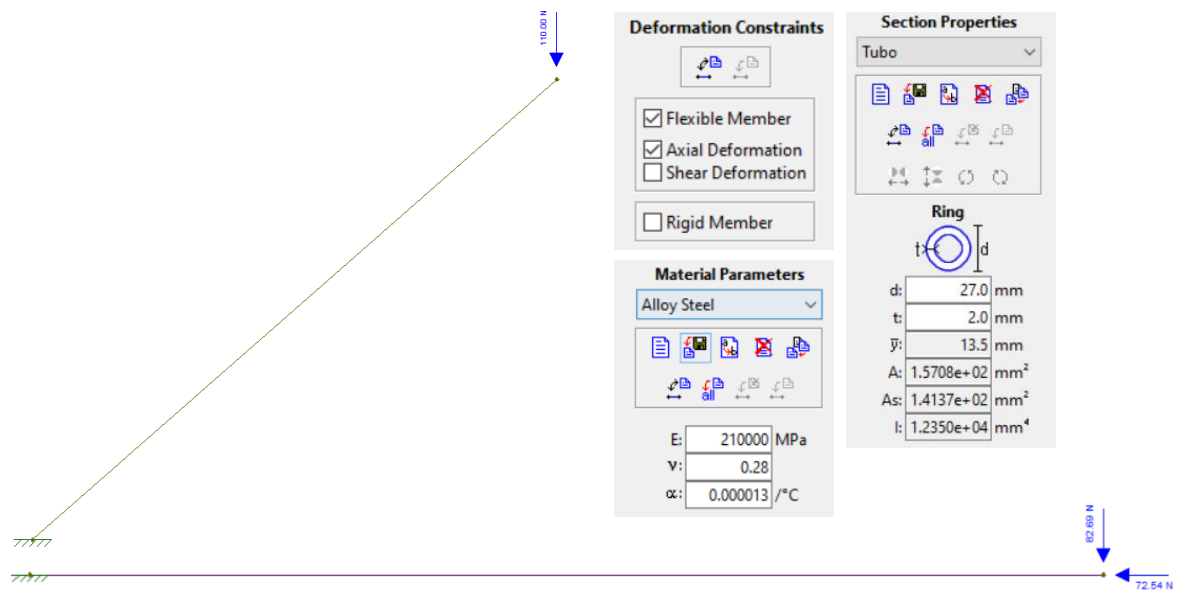 110.00 N
Deformation Constraints
Flexible Member
Axial Deformation
Shear Deformation
Rigid Member
Material Parameters
Alloy Steel
all
E: 210000 MPa
ν: 0.28
α: 0.000013 /°C
Section Properties
Tubo
all
Ring
t d
d: 27.0 mm
t: 2.0 mm
y̅: 13.5 mm
A: 1.5708e+02 mm²
As: 1.4137e+02 mm²
I: 1.2350e+04 mm⁴
82.69 N
72.54 N